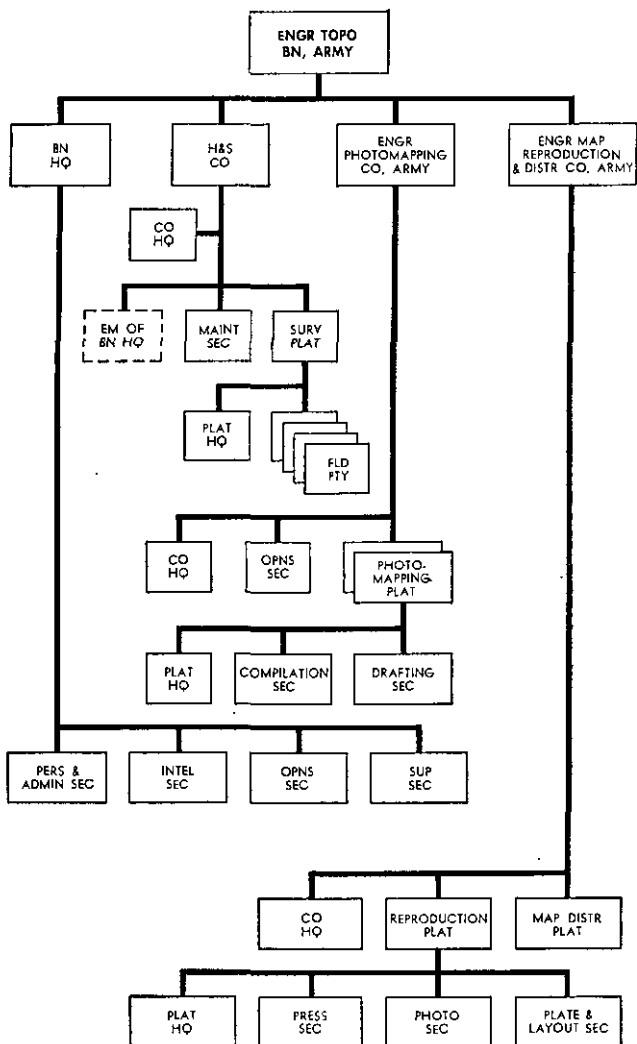 ENGR TOPO
BN, ARMY
BN
HQ
H&S
CO
ENGR
PHOTOMAPPING
CO, ARMY
ENGR MAP
REPRODUCTION
& DISTR CO, ARMY
CO
HQ
EM OF
BN HQ
MAINT
SEC
SURV
PLAT
PLAT
HQ
FLD
PTY
CO
HQ
OPNS
SEC
PHOTO-
MAPPING-
PLAT
PLAT
HQ
COMPILATION
SEC
DRAFTING
SEC
PERS &
ADMIN SEC
INTEL
SEC
OPNS
SEC
SUP
SEC
CO
HQ
REPRODUCTION
PLAT
MAP DISTR
PLAT
PLAT
HQ
PRESS
SEC
PHOTO
SEC
PLATE &
LAYOUT SEC